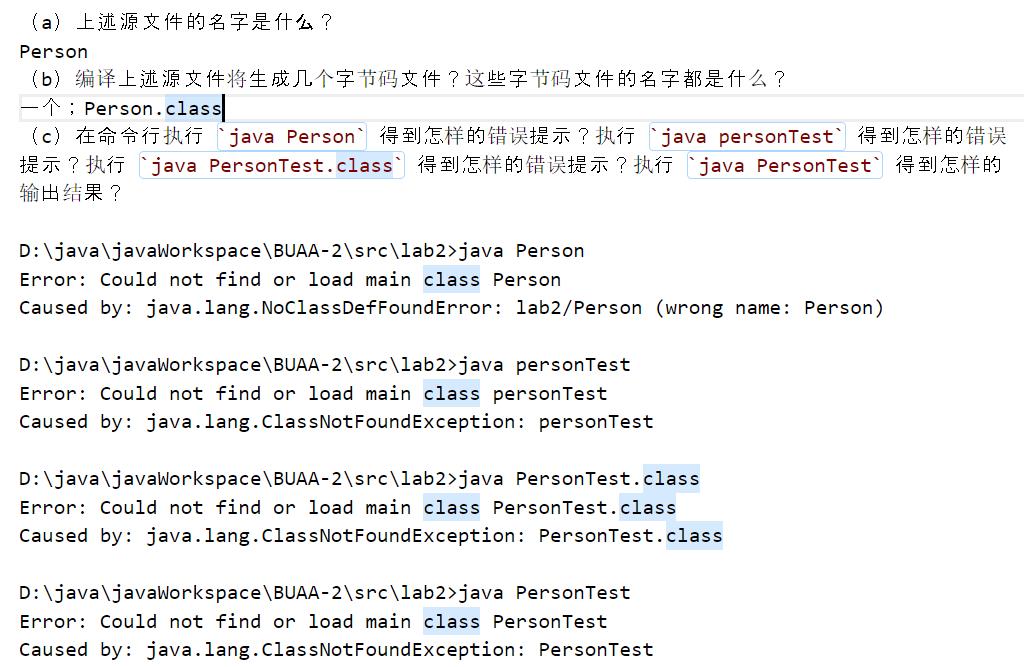 （a）上述源文件的名字是什么？
Person
（b）编译上述源文件将生成几个字节码文件？这些字节码文件的名字都是什么？
一个；Person.class
（c）在命令行执行 `java Person` 得到怎样的错误提示？执行 `java personTest` 得到怎样的错误
提示？执行 `java PersonTest.class` 得到怎样的错误提示？执行 `java PersonTest` 得到怎样的
输出结果？
D:\java\javaWorkspace\BUAA-2\src\lab2>java Person
Error: Could not find or load main class Person
Caused by: java.lang.NoClassDefFoundError: lab2/Person (wrong name: Person)
D:\java\javaWorkspace\BUAA-2\src\lab2>java personTest
Error: Could not find or load main class personTest
Caused by: java.lang.ClassNotFoundException: personTest
D:\java\javaWorkspace\BUAA-2\src\lab2>java PersonTest.class
Error: Could not find or load main class PersonTest.class
Caused by: java.lang.ClassNotFoundException: PersonTest.class
D:\java\javaWorkspace\BUAA-2\src\lab2>java PersonTest
Error: Could not find or load main class PersonTest
Caused by: java.lang.ClassNotFoundException: PersonTest